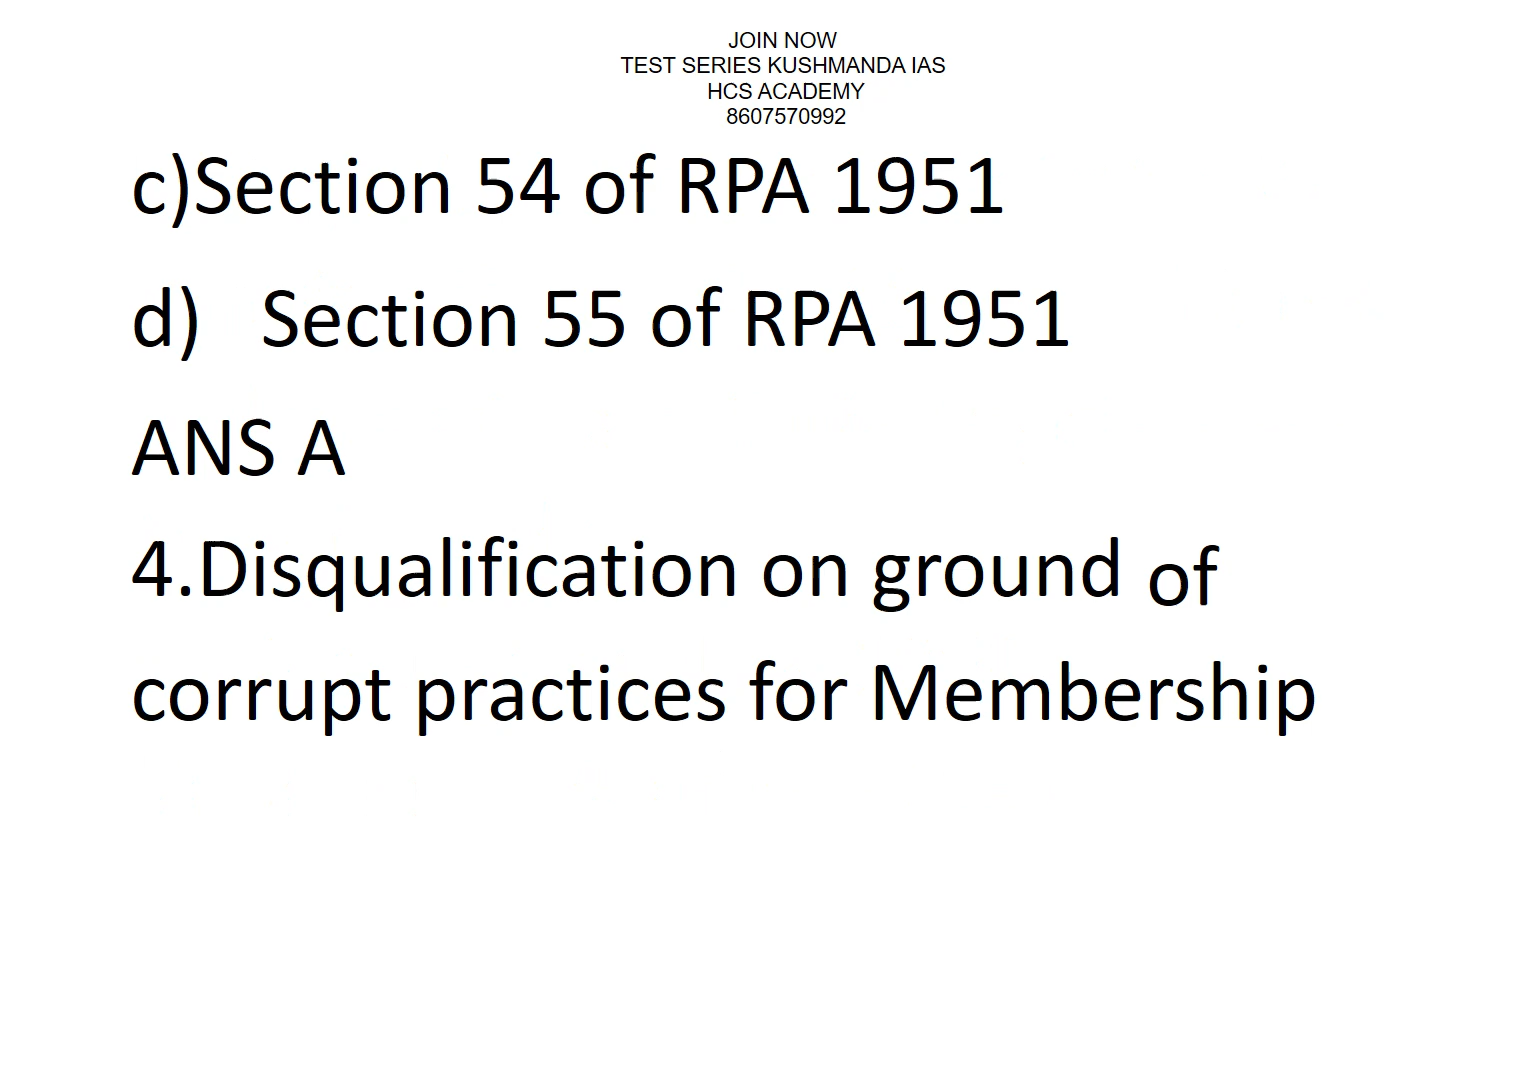 JOIN NOW
TEST SERIES KUSHMANDA IAS
HCS ACADEMY
8607570992
c)Section 54 of RPA 1951
d) Section 55 of RPA 1951
ANS A
4.Disqualification on ground of
corrupt practices for Membership